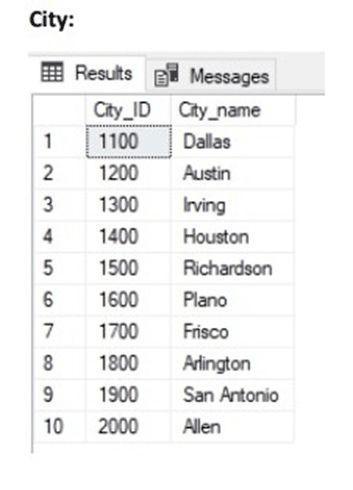 City:
Results Messages
City_ID City_name
1 1100 Dallas
2 1200 Austin
3 1300 Irving
4 1400 Houston
5 1500 Richardson
6 1600 Plano
7 1700 Frisco
8 1800 Arlington
9 1900 San Antonio
10 2000 Allen